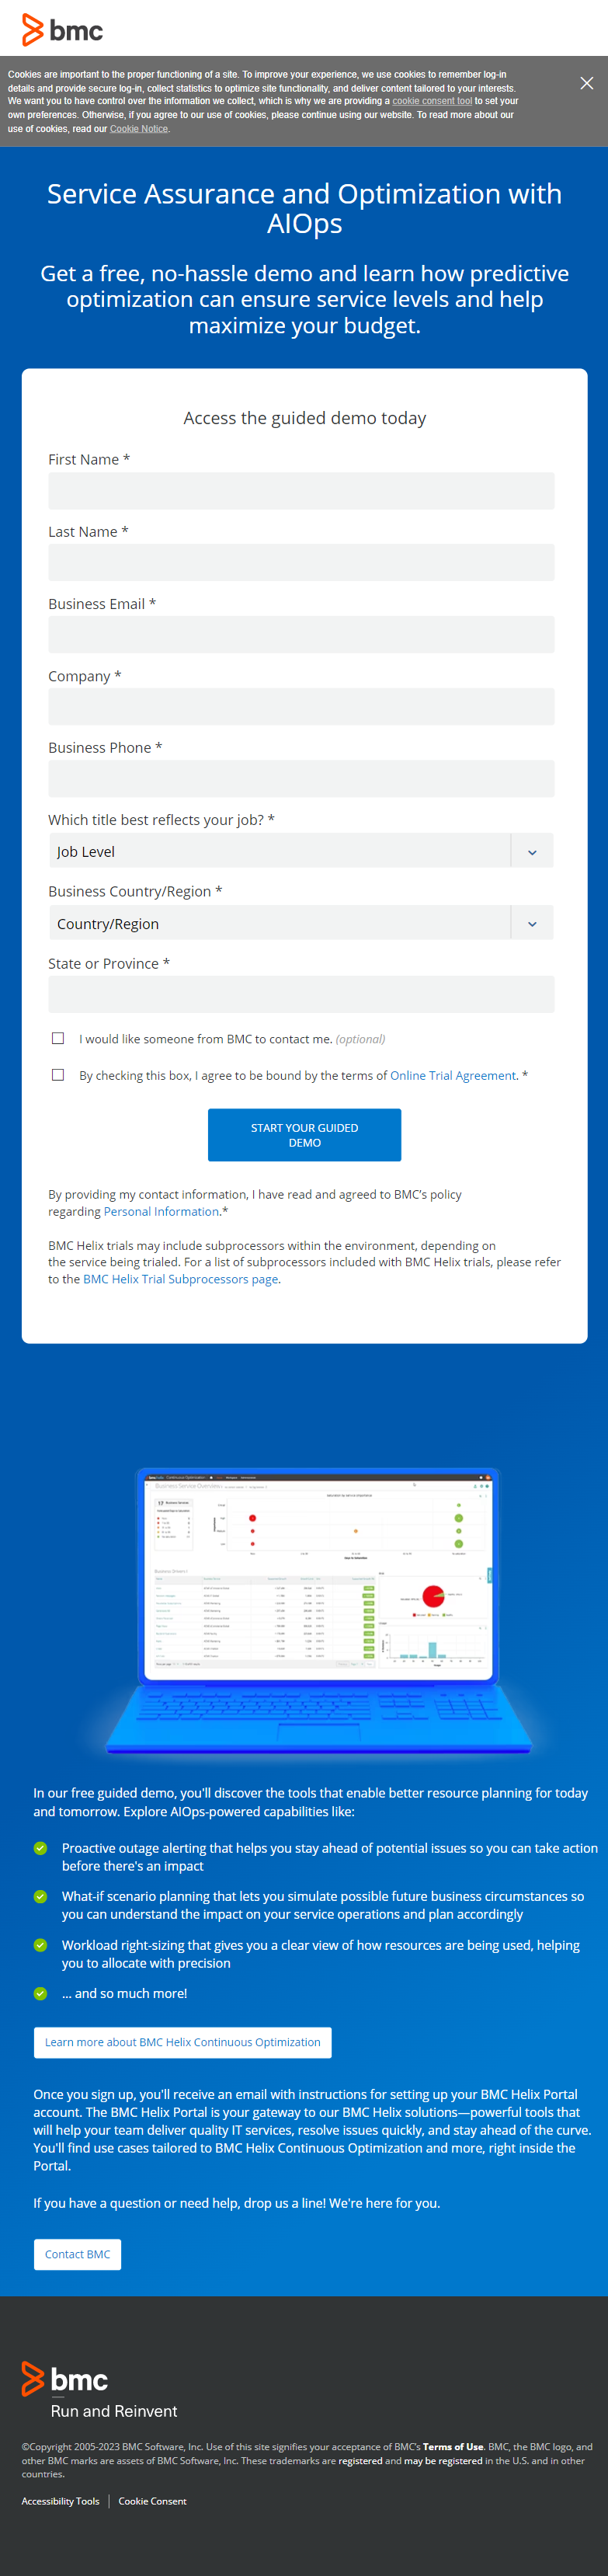 bmc
Cookies are important to the proper functioning of a site. To improve your experience, we use cookies to remember log-in
details and provide secure log-in, collect statistics to optimize site functionality, and deliver content tailored to your interests.
We want you to have control over the information we collect, which is why we are providing a cookie consent tool to set your
own preferences. Otherwise, if you agree to our use of cookies, please continue using our website. To read more about our
use of cookies, read our Cookie Notice.
Service Assurance and Optimization with
AIOps
Get a free, no-hassle demo and learn how predictive
optimization can ensure service levels and help
maximize your budget.
Access the guided demo today
First Name *
Last Name *
Business Email *
Company *
Business Phone *
Which title best reflects your job? *
Job Level
Business Country/Region *
Country/Region
State or Province *
I would like someone from BMC to contact me. (optional)
By checking this box, I agree to be bound by the terms of Online Trial Agreement. *
START YOUR GUIDED
DEMO
By providing my contact information, I have read and agreed to BMC's policy
regarding Personal Information.*
BMC Helix trials may include subprocessors within the environment, depending on
the service being trialed. For a list of subprocessors included with BMC Helix trials, please refer
to the BMC Helix Trial Subprocessors page.
Business Service Overview
In our free guided demo, you'll discover the tools that enable better resource planning for today
and tomorrow. Explore AIOps-powered capabilities like:
Proactive outage alerting that helps you stay ahead of potential issues so you can take action
before there's an impact
What-if scenario planning that lets you simulate possible future business circumstances so
you can understand the impact on your service operations and plan accordingly
Workload right-sizing that gives you a clear view of how resources are being used, helping
you to allocate with precision
... and so much more!
Learn more about BMC Helix Continuous Optimization
Once you sign up, you'll receive an email with instructions for setting up your BMC Helix Portal
account. The BMC Helix Portal is your gateway to our BMC Helix solutions—powerful tools that
will help your team deliver quality IT services, resolve issues quickly, and stay ahead of the curve.
You'll find use cases tailored to BMC Helix Continuous Optimization and more, right inside the
Portal.
If you have a question or need help, drop us a line! We're here for you.
Contact BMC
bmc
Run and Reinvent
©Copyright 2005-2023 BMC Software, Inc. Use of this site signifies your acceptance of BMC's Terms of Use. BMC, the BMC logo, and
other BMC marks are assets of BMC Software, Inc. These trademarks are registered and may be registered in the U.S. and in other
countries.
Accessibility Tools
Cookie Consent